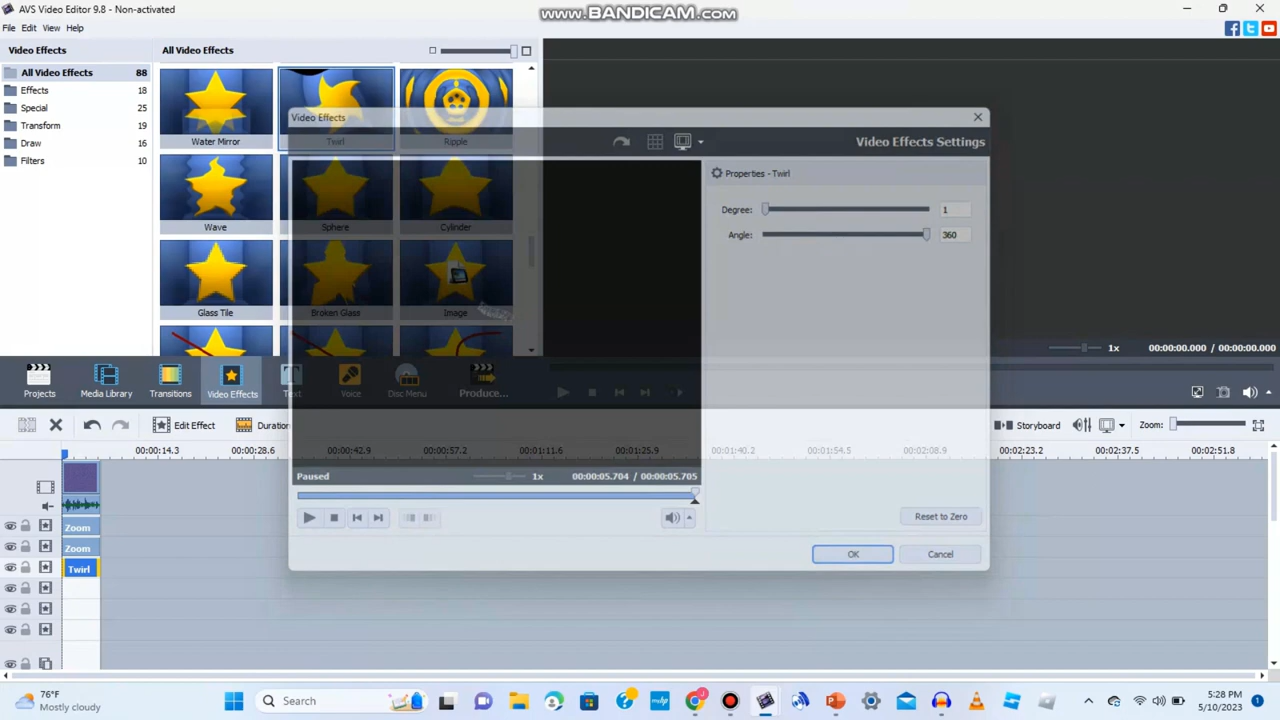 AVS Video Editor 9.8 - Non-activated
www.BANDICAM.com
File Edit View Help
Video Effects
All Video Effects
All Video Effects 88
Effects 18
Special 25
Transform 19
Draw 16
Filters 10
Water Mirror
Twirl
Ripple
Wave
Sphere
Cylinder
Glass Tile
Broken Glass
Image
Video Effects
Video Effects Settings
Properties - Twirl
Degree: 1
Angle: 360
Paused
1x
00:00:05.704 / 00:00:05.705
Reset to Zero
OK
Cancel
1x
00:00:00.000 / 00:00:00.000
Projects
Media Library
Transitions
Video Effects
Text
Voice
Disc Menu
Produce...
Edit Effect
Duration
Storyboard
Zoom:
00:00:14.3 00:00:28.6 00:00:42.9 00:00:57.2 00:01:11.6 00:01:25.9 00:01:40.2 00:01:54.5 00:02:08.9 00:02:23.2 00:02:37.5 00:02:51.8
Zoom
Zoom
Twirl
76°F
Mostly cloudy
Search
5:28 PM
5/10/2023